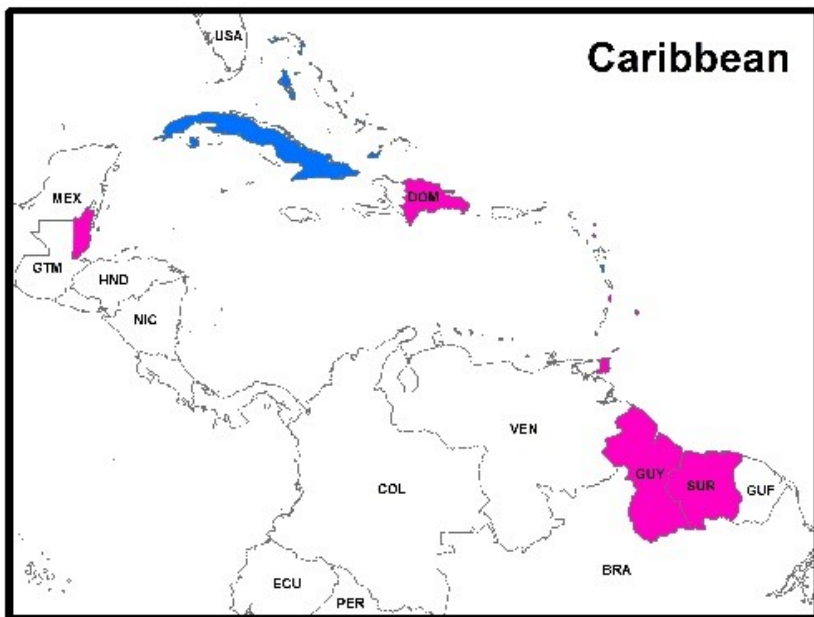 USA
Caribbean
MEX
DOM
GTM
HND
NIC
VEN
COL
GUY
SUR
GUF
BRA
ECU
PER